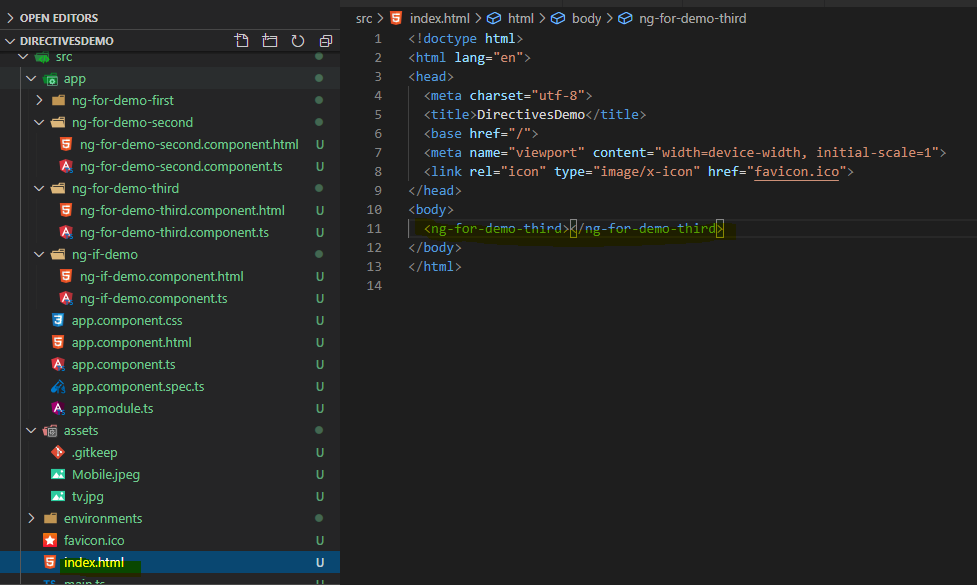 OPEN EDITORS
DIRECTIVESDEMO
src
app
ng-for-demo-first
ng-for-demo-second
ng-for-demo-second.component.html U
ng-for-demo-second.component.ts U
ng-for-demo-third
ng-for-demo-third.component.html U
ng-for-demo-third.component.ts U
ng-if-demo
ng-if-demo.component.html U
ng-if-demo.component.ts U
app.component.css U
app.component.html U
app.component.ts U
app.component.spec.ts U
app.module.ts U
assets
.gitkeep U
Mobile.jpeg U
tv.jpg U
environments
favicon.ico U
index.html U
main.ts U
src > index.html > html > body > ng-for-demo-third
1 <!doctype html>
2 <html lang="en">
3 <head>
4 <meta charset="utf-8">
5 <title>DirectivesDemo</title>
6 <base href="/">
7 <meta name="viewport" content="width=device-width, initial-scale=1">
8 <link rel="icon" type="image/x-icon" href="favicon.ico">
9 </head>
10 <body>
11 <ng-for-demo-third></ng-for-demo-third>
12 </body>
13 </html>
14